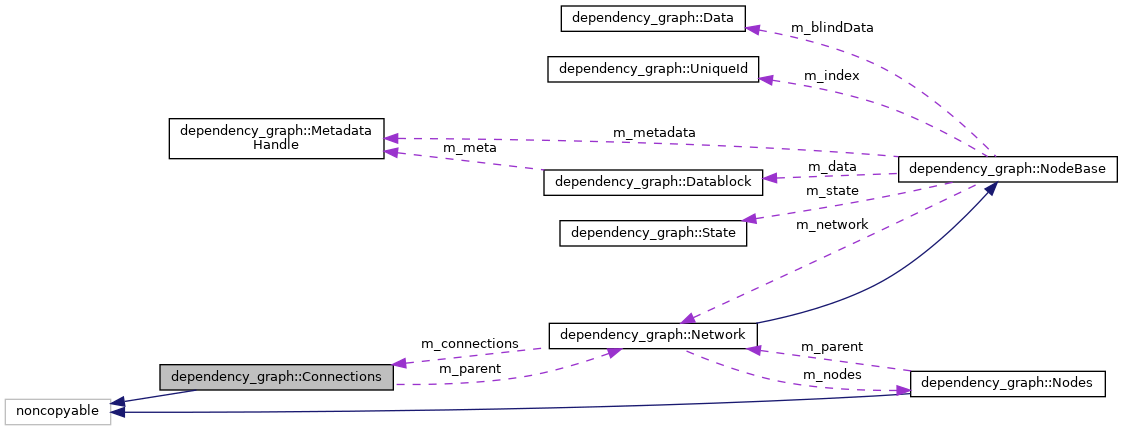 dependency_graph::Data
m_blindData
dependency_graph::UniqueId
m_index
dependency_graph::Metadata
Handle
m_metadata
m_meta
m_data
dependency_graph::NodeBase
dependency_graph::Datablock
m_state
dependency_graph::State
m_network
dependency_graph::Network
m_connections
m_parent
dependency_graph::Connections
m_parent
m_nodes
dependency_graph::Nodes
noncopyable